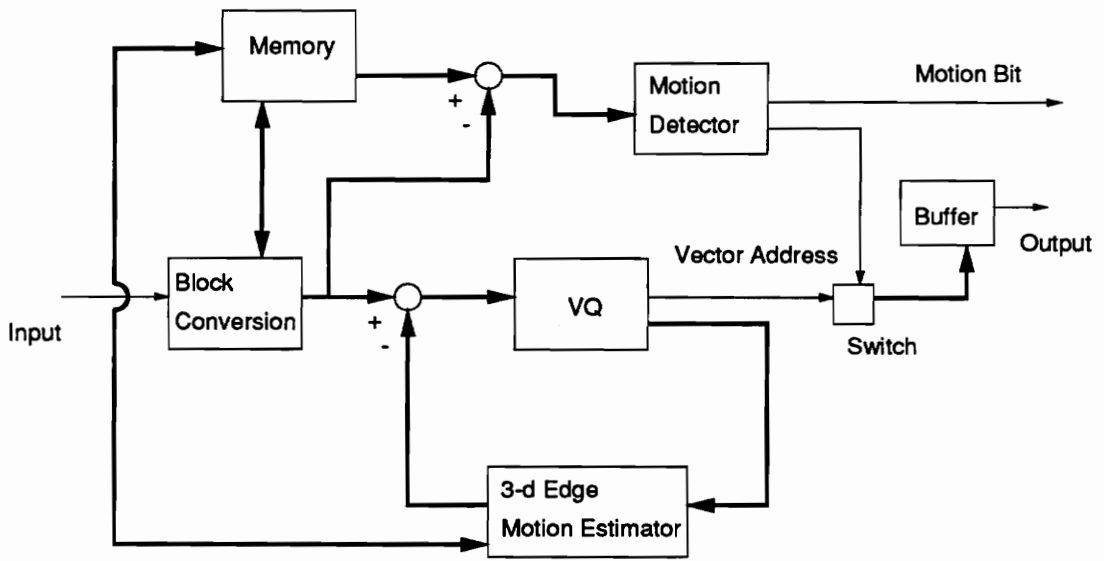 Memory
Motion Bit
Motion
Detector
+
-
Buffer
Output
Vector Address
Block
Conversion
VQ
Input
+
-
Switch
3-d Edge
Motion Estimator